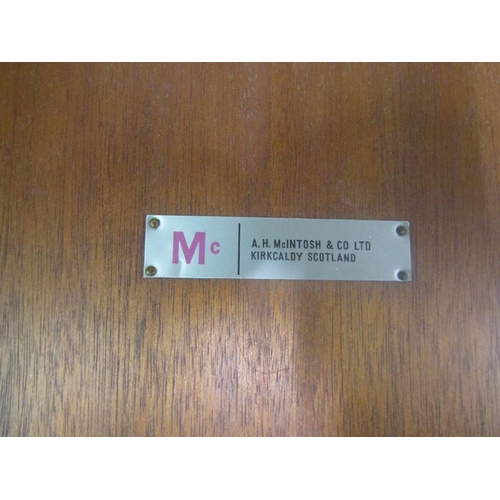 Mc
A. H. McINTOSH & CO LTD
KIRKCALDY SCOTLAND